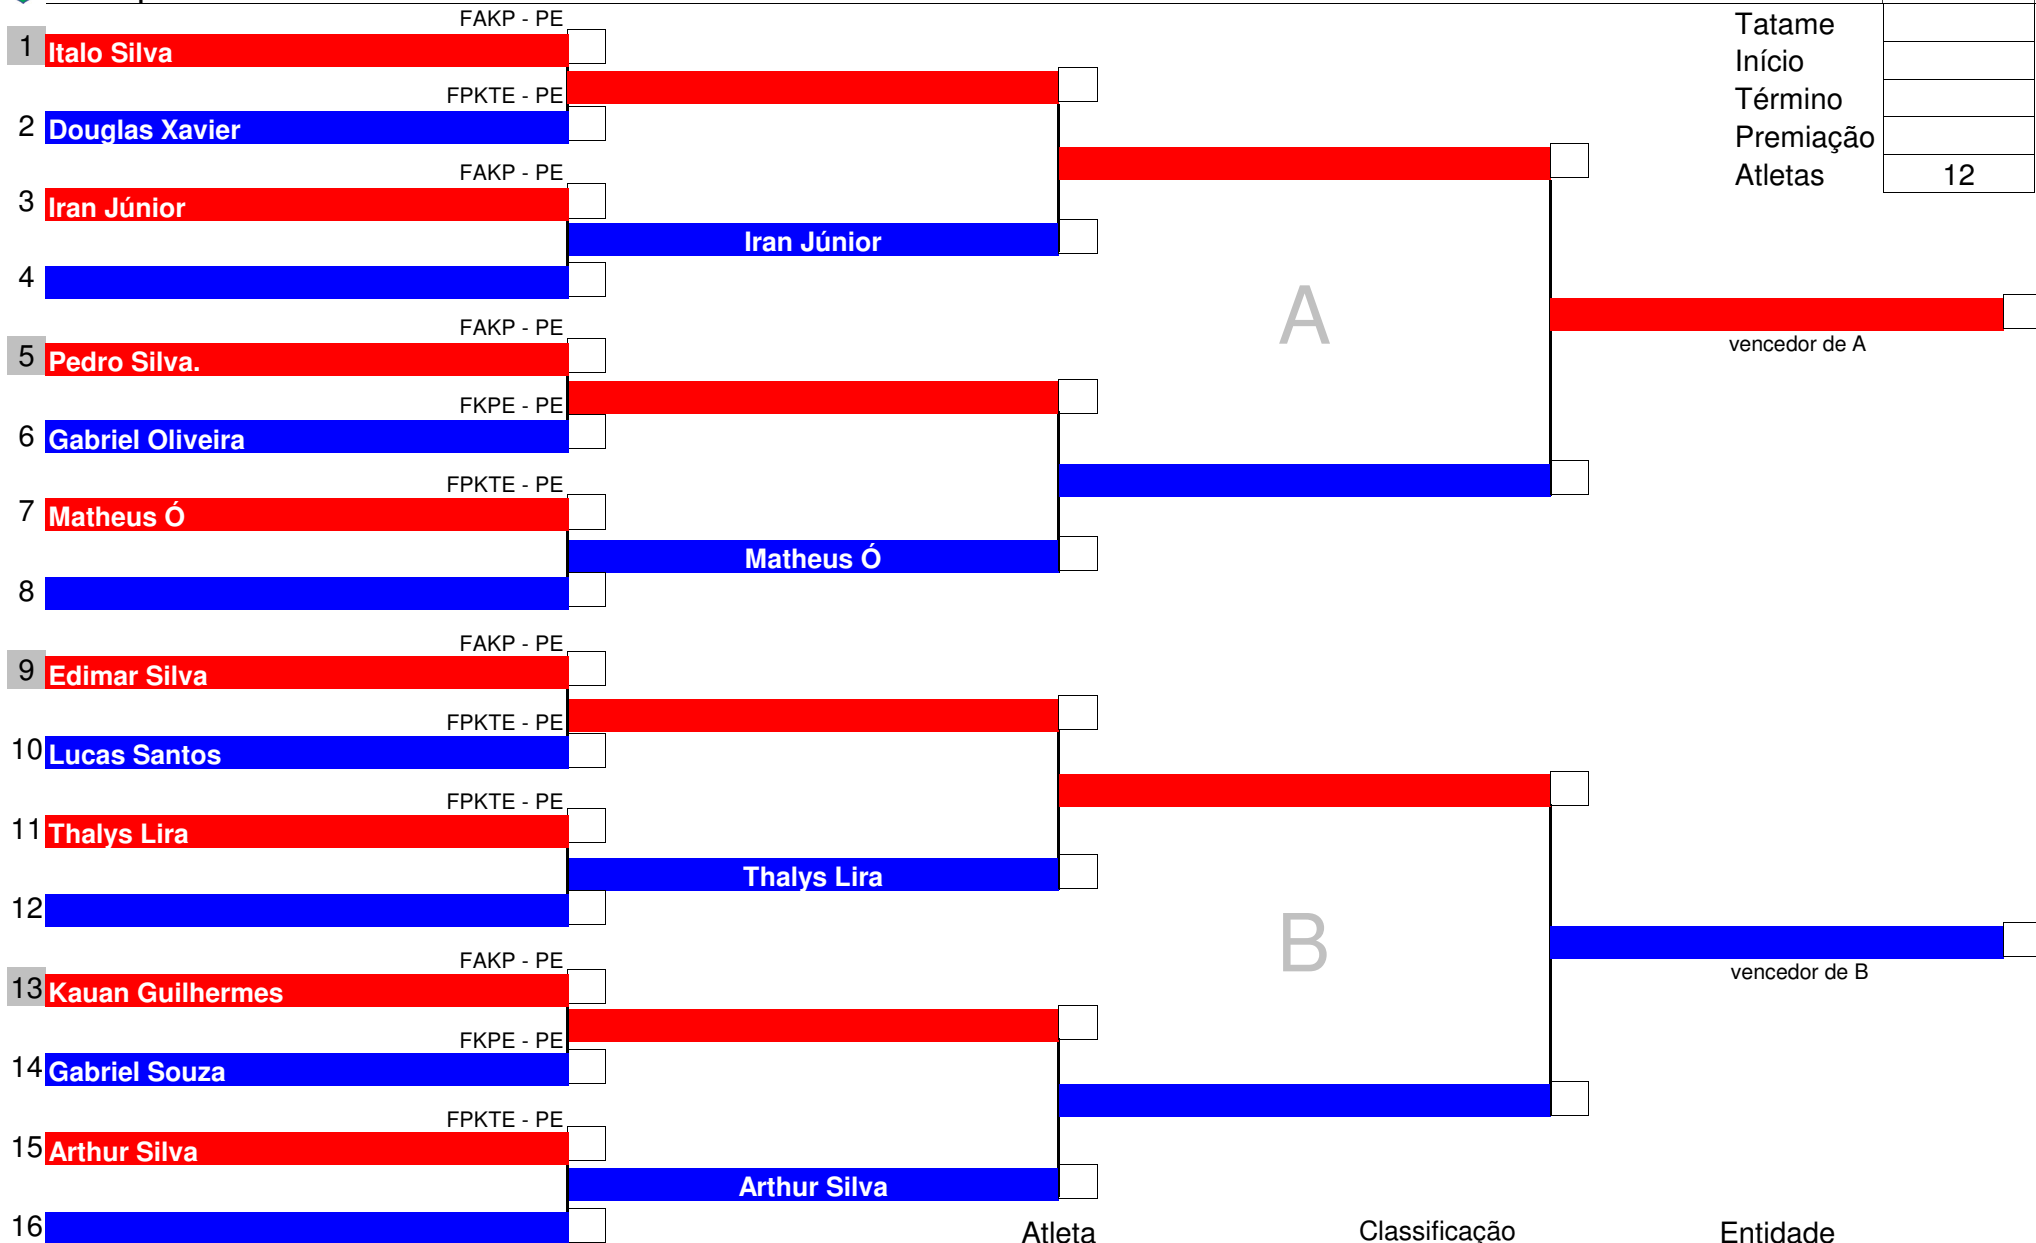 FAKP - PE
1 Italo Silva
FPKTE - PE
2 Douglas Xavier
FAKP - PE
3 Iran Júnior
Iran Júnior
4
FAKP - PE
5 Pedro Silva.
FKPE - PE
6 Gabriel Oliveira
FPKTE - PE
7 Matheus Ó
Matheus Ó
8
FAKP - PE
9 Edimar Silva
FPKTE - PE
10 Lucas Santos
FPKTE - PE
11 Thalys Lira
Thalys Lira
12
FAKP - PE
13 Kauan Guilhermes
FKPE - PE
14 Gabriel Souza
FPKTE - PE
15 Arthur Silva
Arthur Silva
16
A
B
vencedor de A
vencedor de B
Tatame
Início
Término
Premiação
Atletas 12
Atleta Classificação Entidade